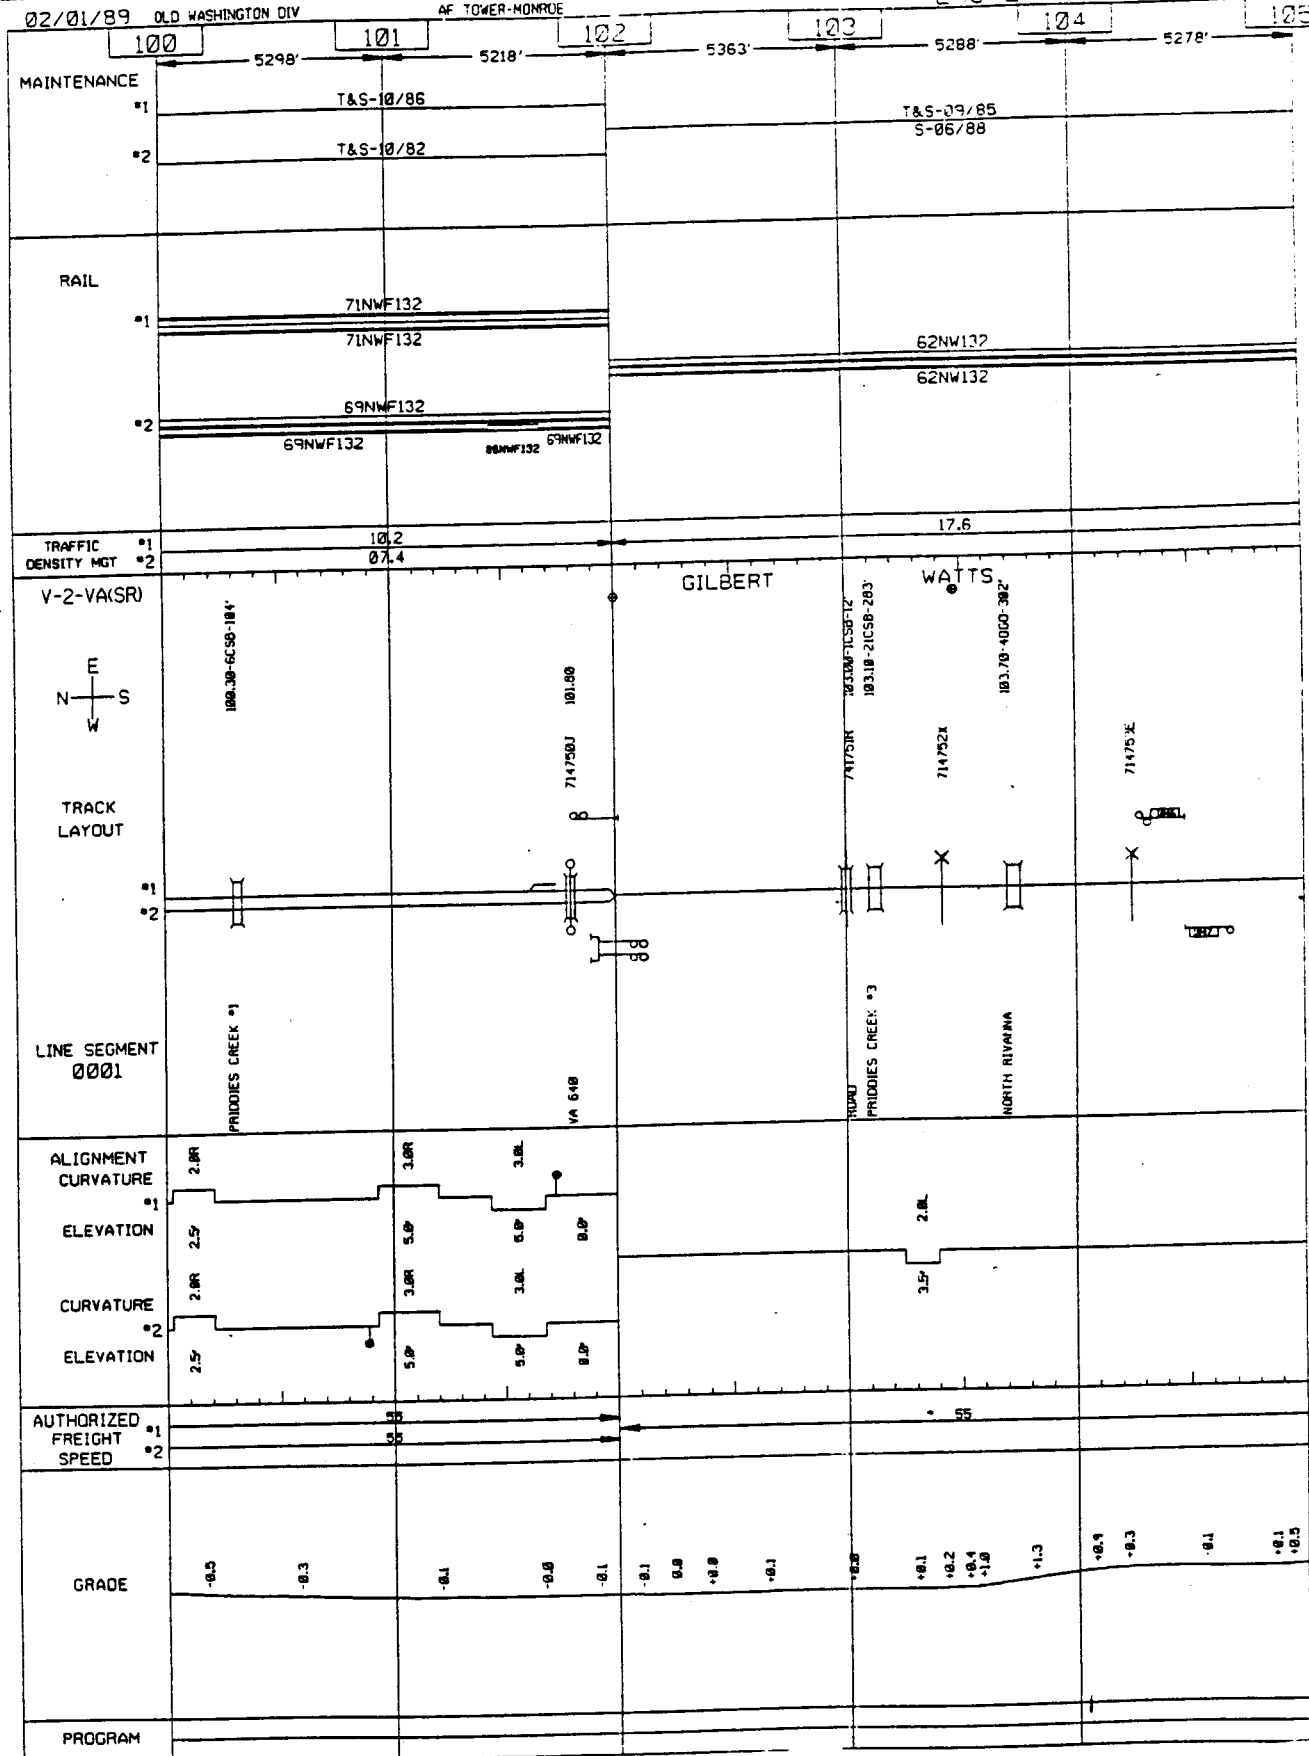 02/01/89 OLD WASHINGTON DIV AF TOWER-MONROE
100 101 102 103 104 105
5298' 5218' 5363' 5288' 5278'
MAINTENANCE
#1 T&S-10/86 T&S-09/85
S-06/88
#2 T&S-10/82
RAIL
#1 71NWF132
71NWF132
62NW132
62NW132
#2 69NWF132
69NWF132 69NWF132
TRAFFIC #1 10.2 17.6
DENSITY MGT #2 07.4
V-2-VA(SR) GILBERT WATTS
100.30-6CSB-104' 101.80 103.00-1CSB-12' 103.10-21CSB-283' 103.70-4DGO-302'
E
N S
W
714750J 714752X
TRACK
LAYOUT
#1
#2
LINE SEGMENT
0001
PRIDDIES CREEK #1 VA 640 ROAD PRIDDIES CREEK #3 NORTH RIVANNA
ALIGNMENT
CURVATURE 2.0R 3.0R 3.0L
#1 2.0L
ELEVATION 2.5" 5.0" 5.0" 0.0"
3.5"
CURVATURE 2.0R 3.0R 3.0L
#2
ELEVATION 2.5" 5.0" 5.0" 0.0"
AUTHORIZED
FREIGHT #1 55 55
SPEED #2 55
GRADE -0.5 -0.3 -0.1 -0.0 -0.1 -0.1 0.0 +0.0 +0.1 +0.0 +0.1 +0.2 +0.4 +1.0 +1.3 +0.9 +0.3 +0.1 +0.5
PROGRAM